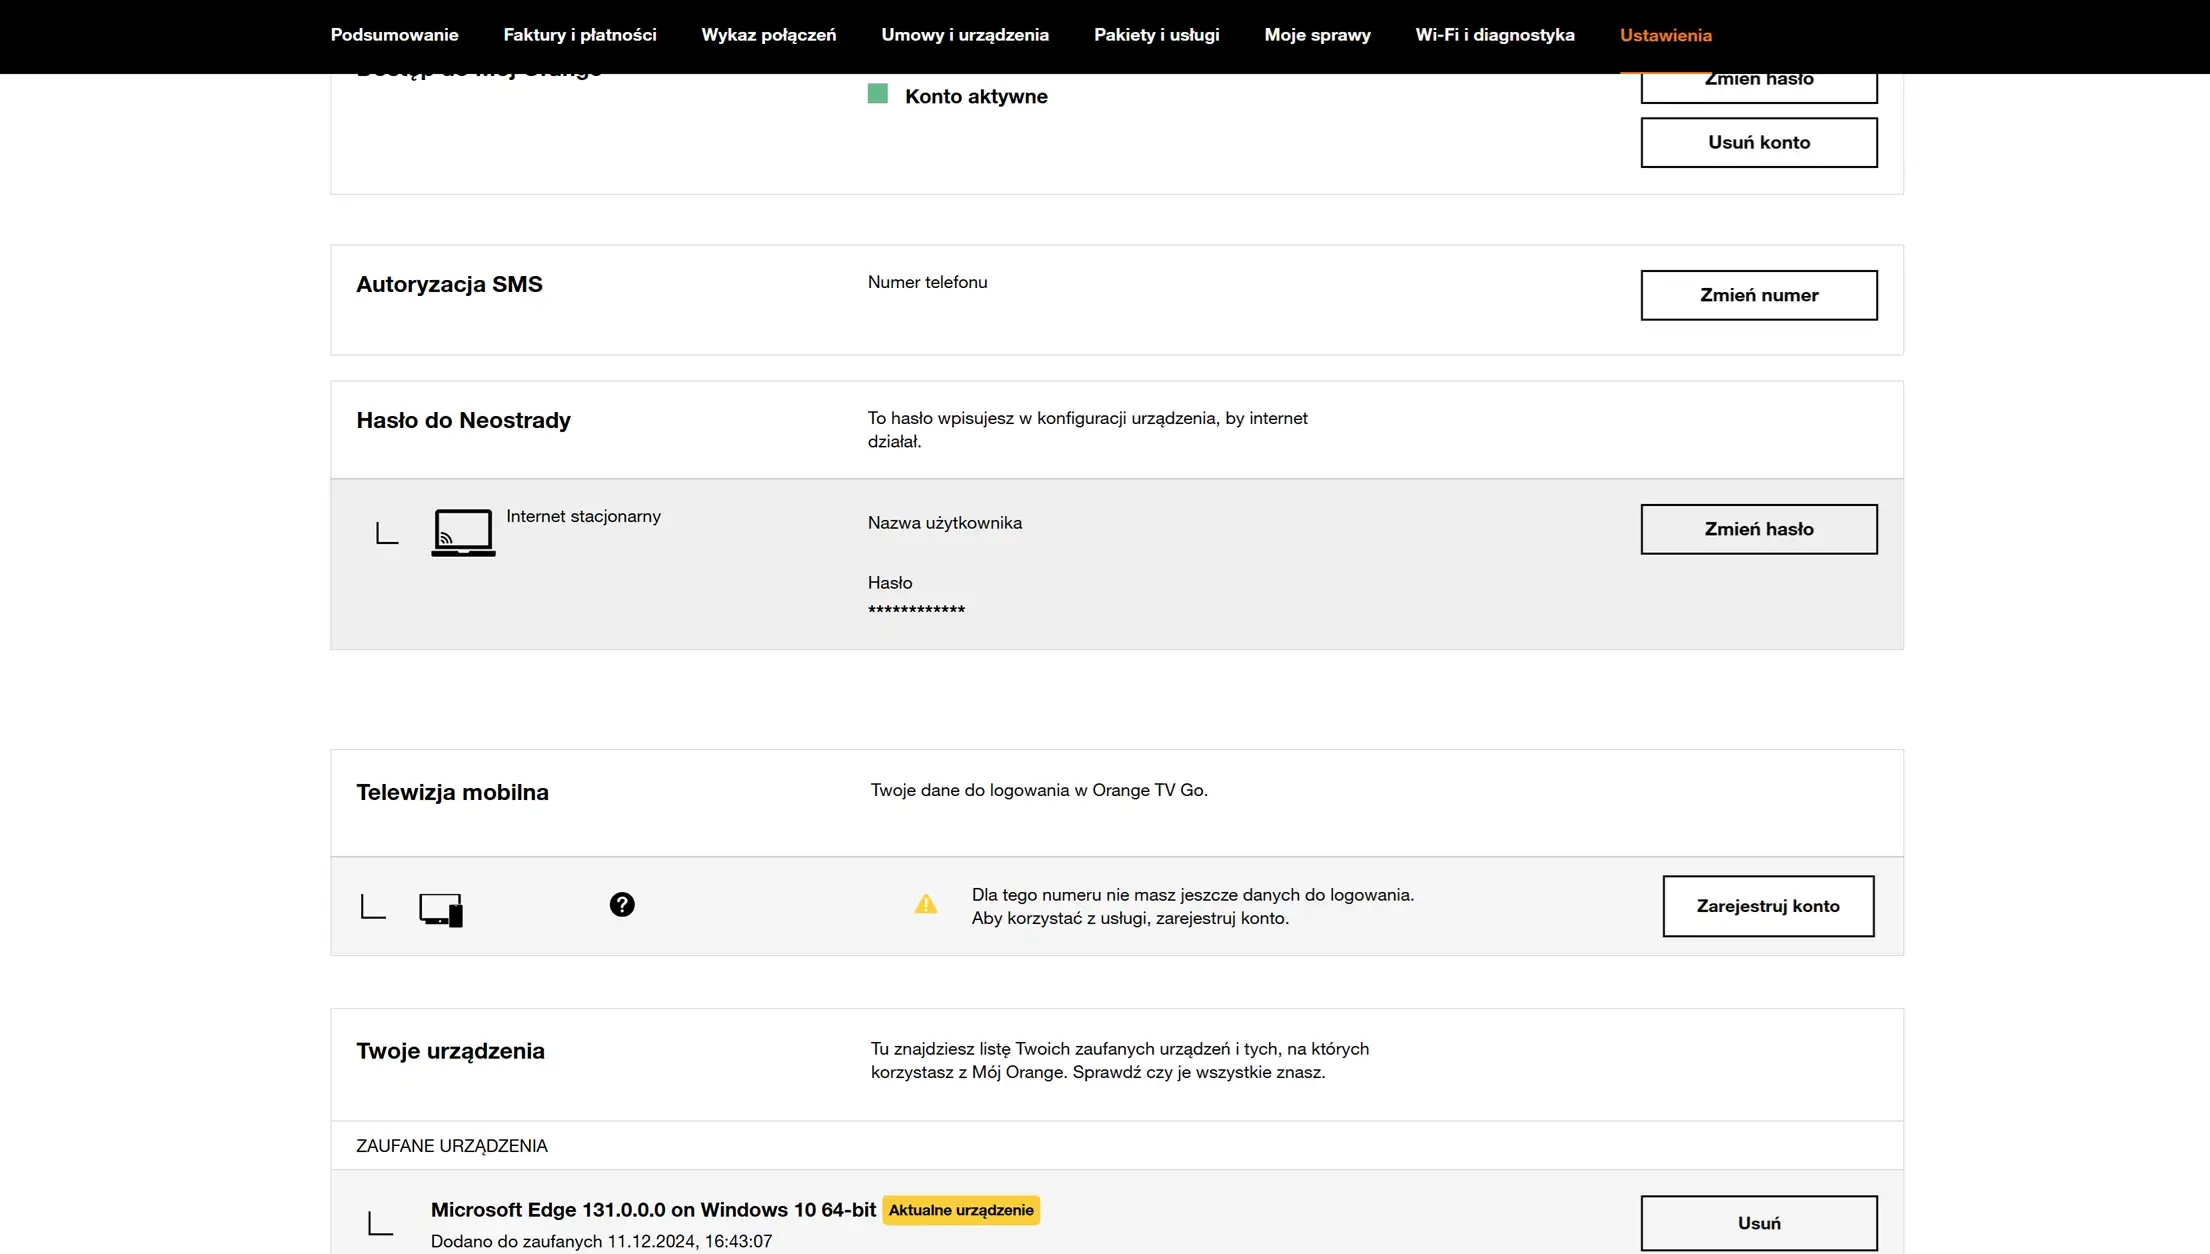 Podsumowanie
Faktury i płatności
Wykaz połączeń
Umowy i urządzenia
Pakiety i usługi
Moje sprawy
Wi-Fi i diagnostyka
Ustawienia
Dostęp do Mój Orange
Konto aktywne
Zmień hasło
Usuń konto
Autoryzacja SMS
Numer telefonu
Zmień numer
Hasło do Neostrady
To hasło wpisujesz w konfiguracji urządzenia, by internet
działał.
Internet stacjonarny
Nazwa użytkownika
Zmień hasło
Hasło
************
Telewizja mobilna
Twoje dane do logowania w Orange TV Go.
Dla tego numeru nie masz jeszcze danych do logowania.
Aby korzystać z usługi, zarejestruj konto.
Zarejestruj konto
Twoje urządzenia
Tu znajdziesz listę Twoich zaufanych urządzeń i tych, na których
korzystasz z Mój Orange. Sprawdź czy je wszystkie znasz.
ZAUFANE URZĄDZENIA
Microsoft Edge 131.0.0.0 on Windows 10 64-bit Aktualne urządzenie
Dodano do zaufanych 11.12.2024, 16:43:07
Usuń